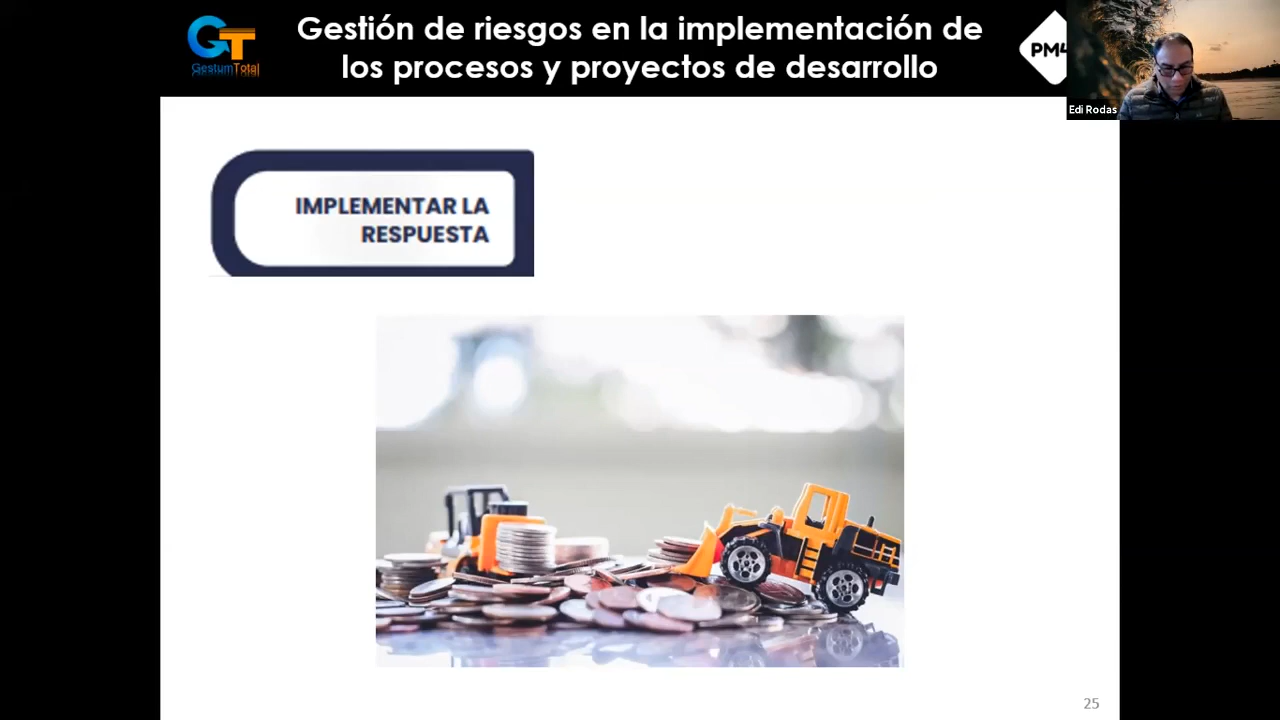 Gestión de riesgos en la implementación de
los procesos y proyectos de desarrollo
GT
GestumTotal
PM4
Edi Rodas
IMPLEMENTAR LA
RESPUESTA
25